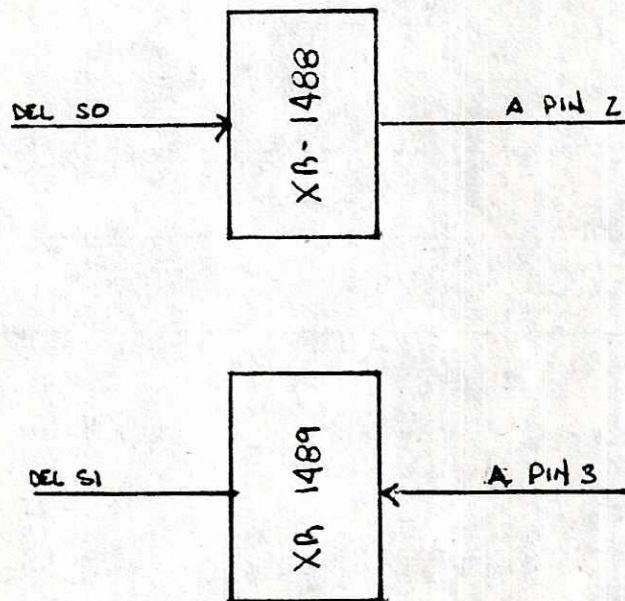 DEL SO
XR-1488
A PIN 2
DEL SI
XR 1489
A PIN 3